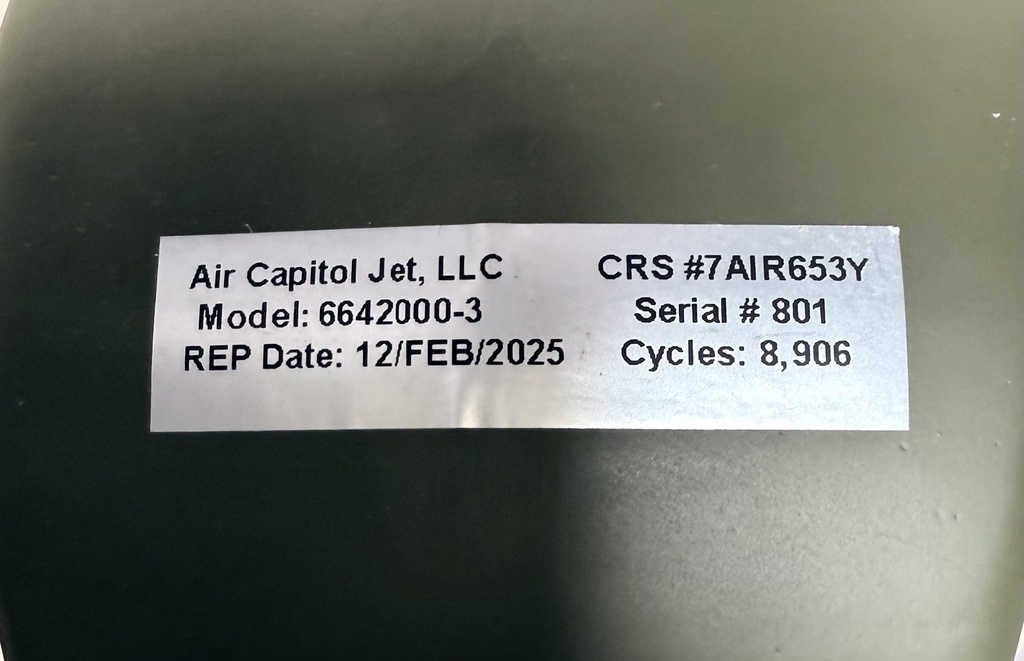 Air Capitol Jet, LLC CRS #7AIR653Y
Model: 6642000-3 Serial # 801
REP Date: 12/FEB/2025 Cycles: 8,906